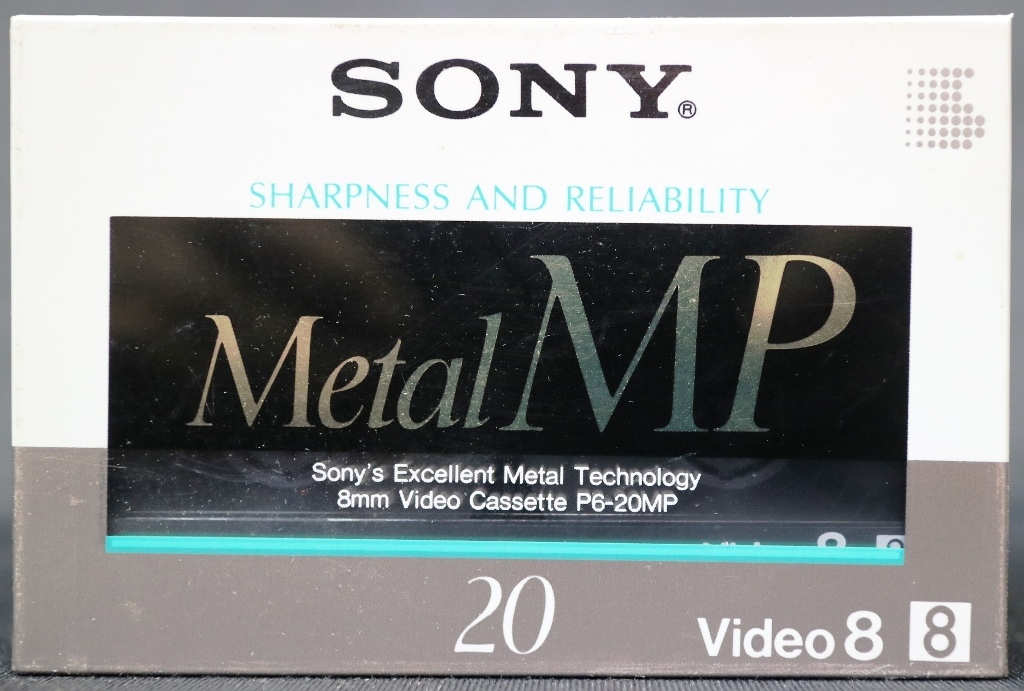 SONY®
SHARPNESS AND RELIABILITY
Metal MP
Sony's Excellent Metal Technology
8mm Video Cassette P6-20MP
20
Video 8 8